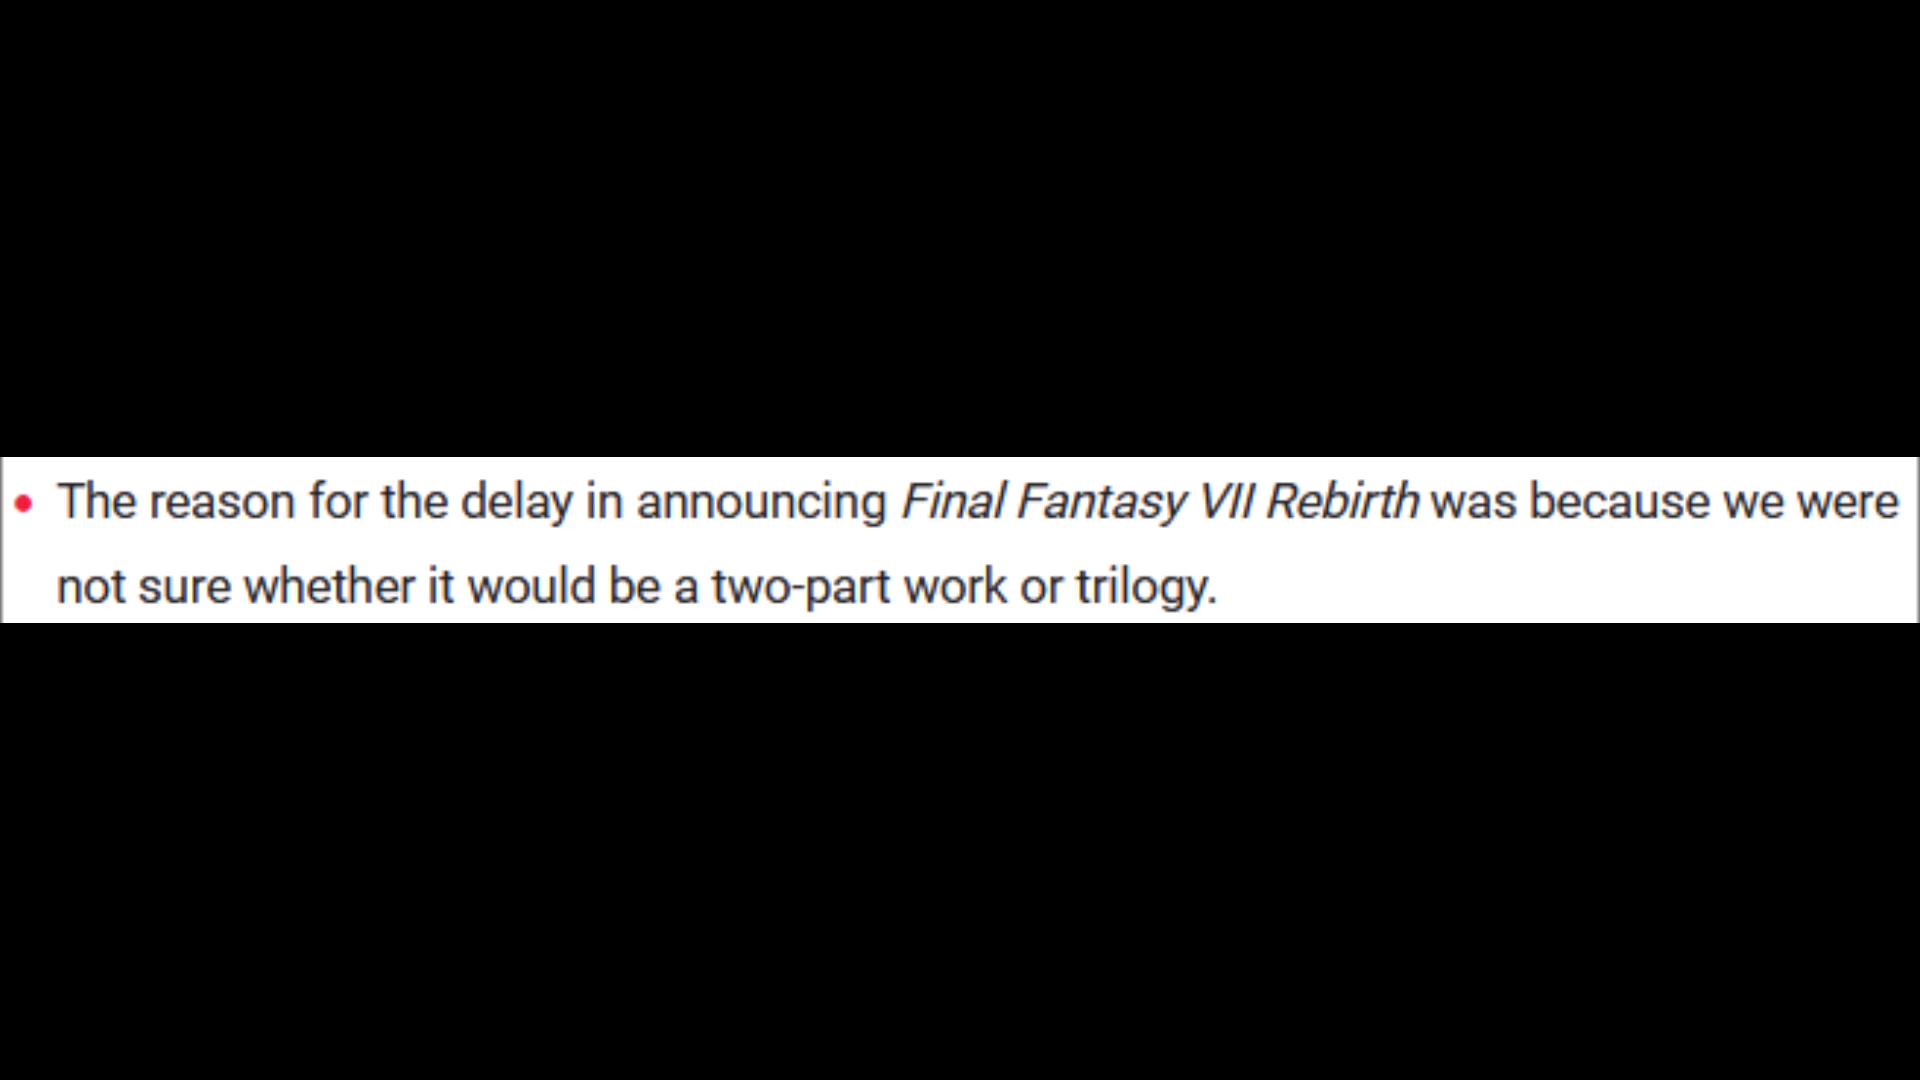 • The reason for the delay in announcing Final Fantasy VII Rebirth was because we were
not sure whether it would be a two-part work or trilogy.